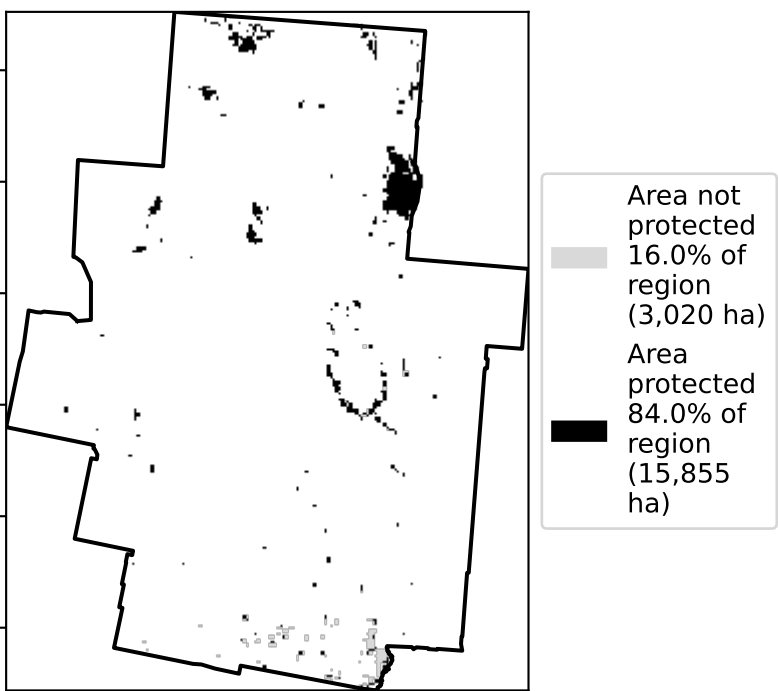 Area not
protected
16.0% of
region
(3,020 ha)
Area
protected
84.0% of
region
(15,855
ha)